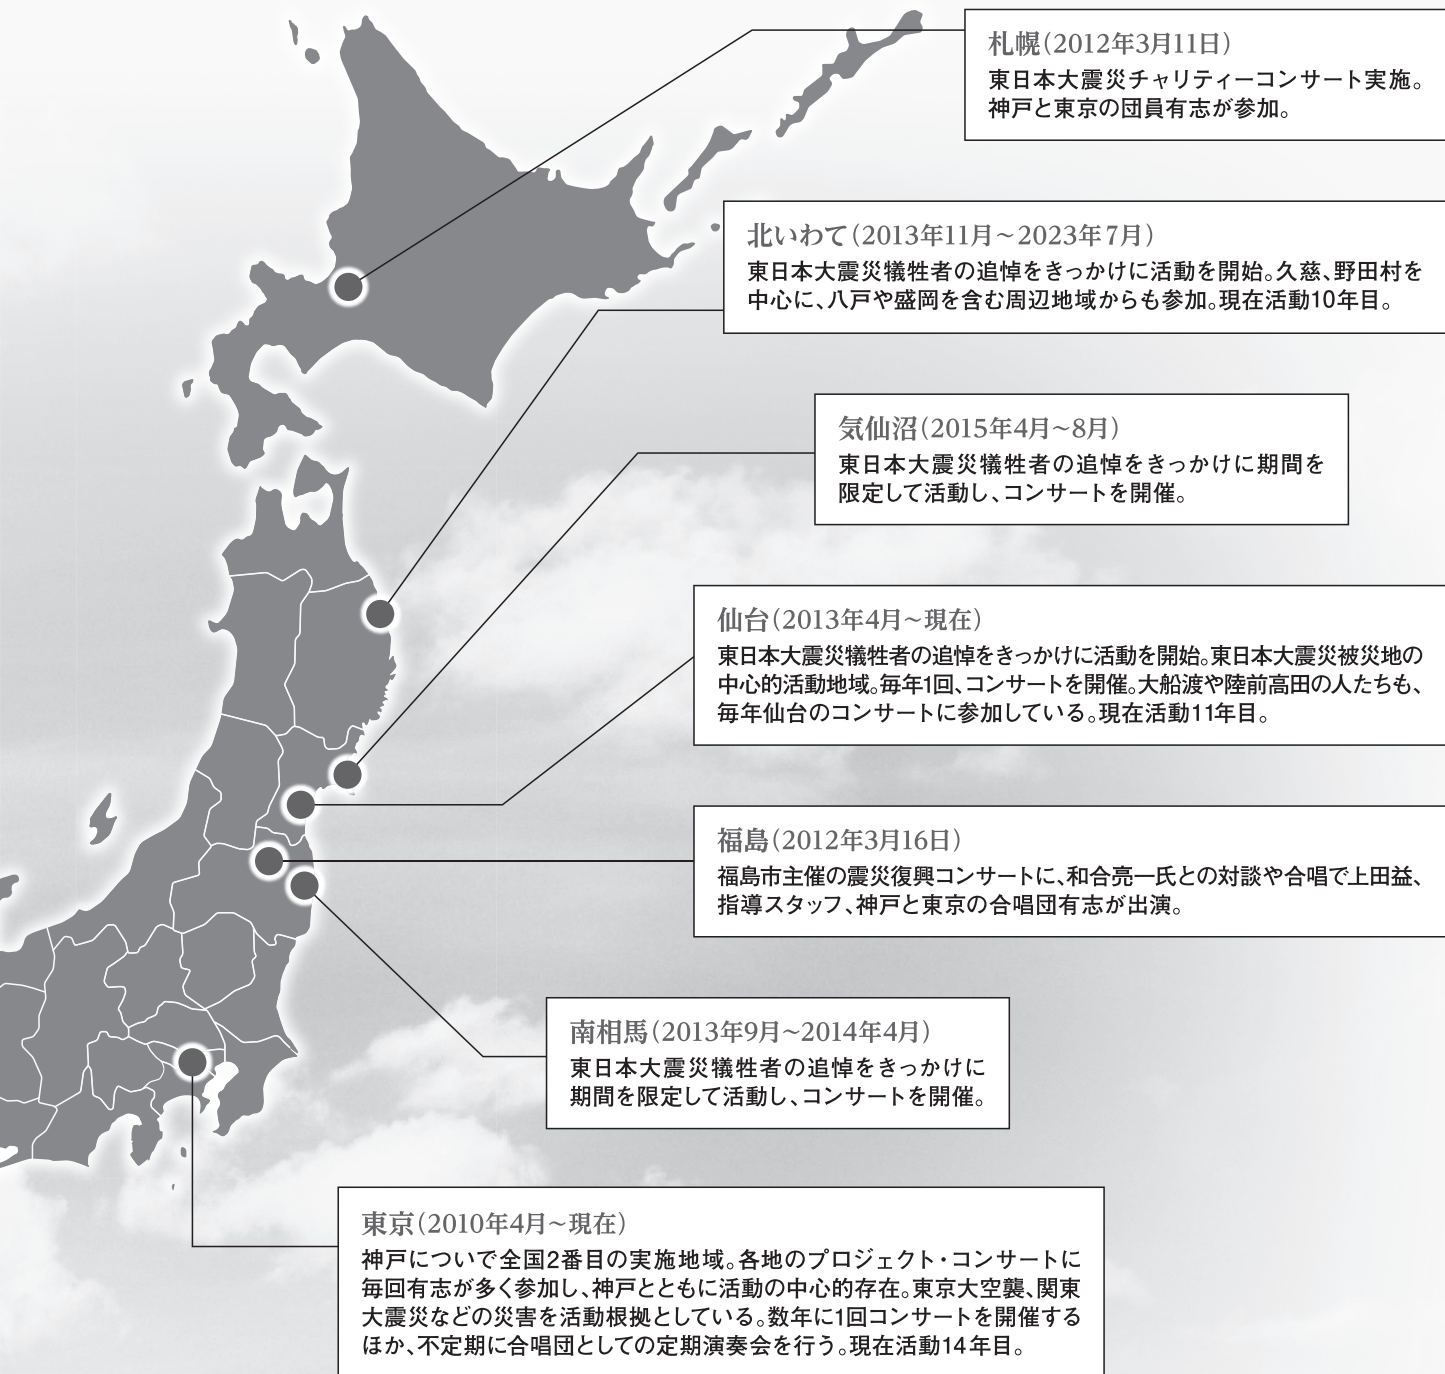 札幌（2012年3月11日）
東日本大震災チャリティーコンサート実施。
神戸と東京の団員有志が参加。
北いわて（2013年11月～2023年7月）
東日本大震災犠牲者の追悼をきっかけに活動を開始。久慈、野田村を
中心に、八戸や盛岡を含む周辺地域からも参加。現在活動10年目。
気仙沼（2015年4月～8月）
東日本大震災犠牲者の追悼をきっかけに期間を
限定して活動し、コンサートを開催。
仙台（2013年4月～現在）
東日本大震災犠牲者の追悼をきっかけに活動を開始。東日本大震災被災地の
中心的活動地域。毎年1回、コンサートを開催。大船渡や陸前高田の人たちも、
毎年仙台のコンサートに参加している。現在活動11年目。
福島（2012年3月16日）
福島市主催の震災復興コンサートに、和合亮一氏との対談や合唱で上田益、
指導スタッフ、神戸と東京の合唱団有志が出演。
南相馬（2013年9月～2014年4月）
東日本大震災犠牲者の追悼をきっかけに
期間を限定して活動し、コンサートを開催。
東京（2010年4月～現在）
神戸についで全国2番目の実施地域。各地のプロジェクト・コンサートに
毎回有志が多く参加し、神戸とともに活動の中心的存在。東京大空襲、関東
大震災などの災害を活動根拠としている。数年に1回コンサートを開催する
ほか、不定期に合唱団としての定期演奏会を行う。現在活動14年目。